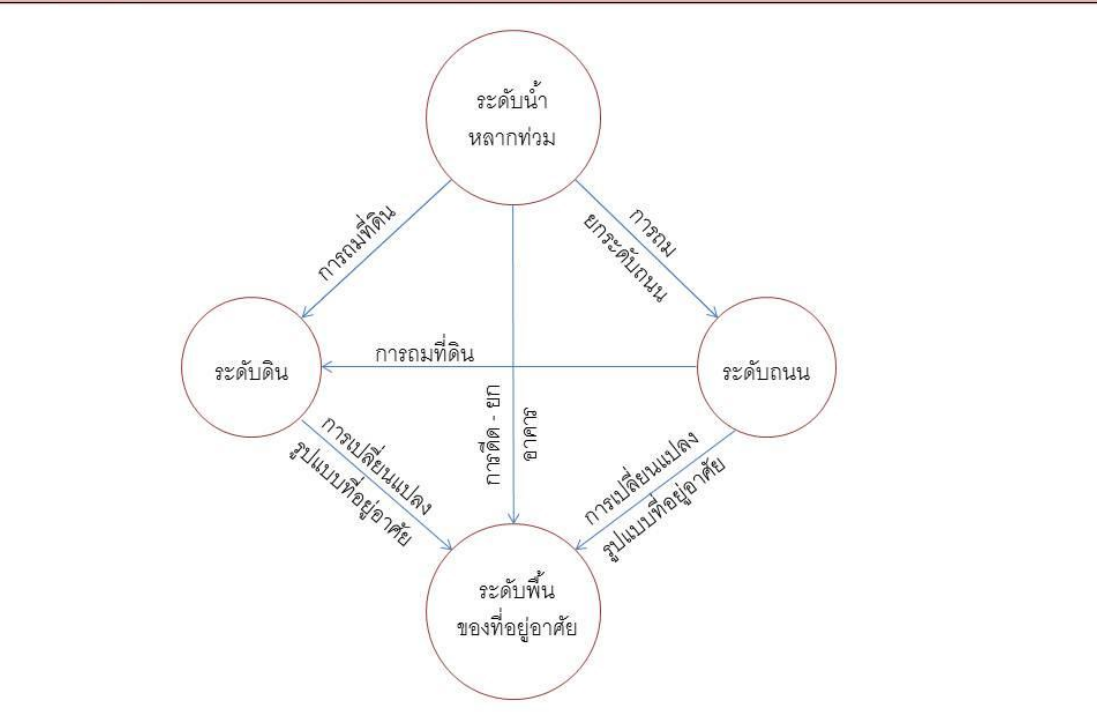 ระดับน้ำ
หลากท่วม
การถมที่ดิน
การถม
ยกระดับถนน
ระดับดิน
การถมที่ดิน
ระดับถนน
การดีด - ยก
อาคาร
การเปลี่ยนแปลง
รูปแบบที่อยู่อาศัย
การเปลี่ยนแปลง
รูปแบบที่อยู่อาศัย
ระดับพื้น
ของที่อยู่อาศัย